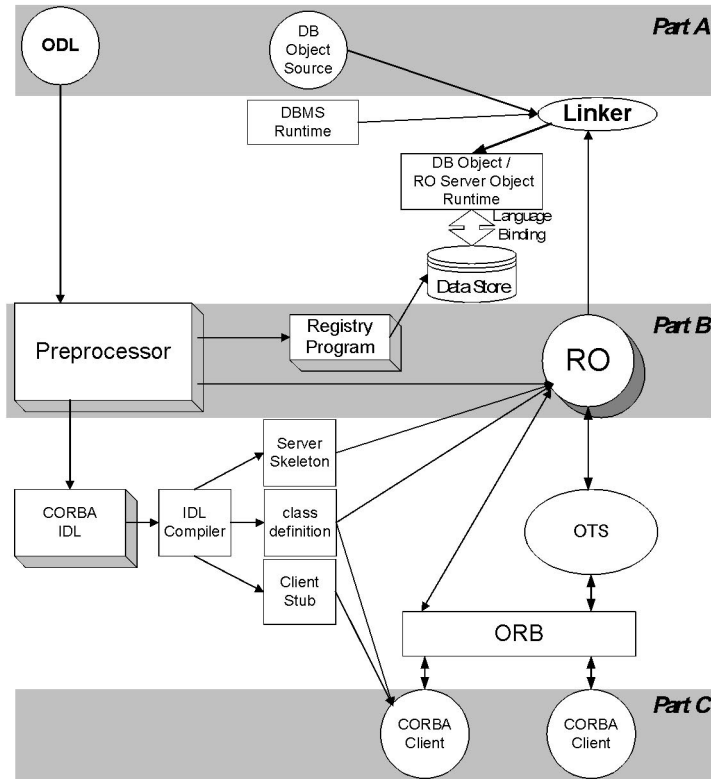 Part A
ODL
DB
Object
Source
DBMS
Runtime
Linker
DB Object /
RO Server Object
Runtime
Language
Binding
Data Store
Part B
Preprocessor
Registry
Program
RO
Server
Skeleton
CORBA
IDL
IDL
Compiler
class
definition
Client
Stub
OTS
ORB
Part C
CORBA
Client
CORBA
Client